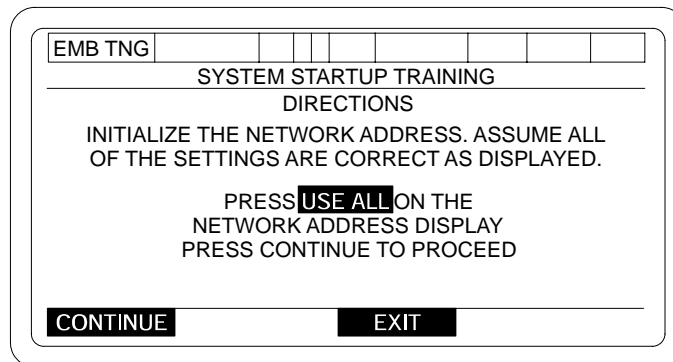 EMB TNG
SYSTEM STARTUP TRAINING
DIRECTIONS
INITIALIZE THE NETWORK ADDRESS. ASSUME ALL
OF THE SETTINGS ARE CORRECT AS DISPLAYED.
PRESS USE ALL ON THE
NETWORK ADDRESS DISPLAY
PRESS CONTINUE TO PROCEED
CONTINUE EXIT